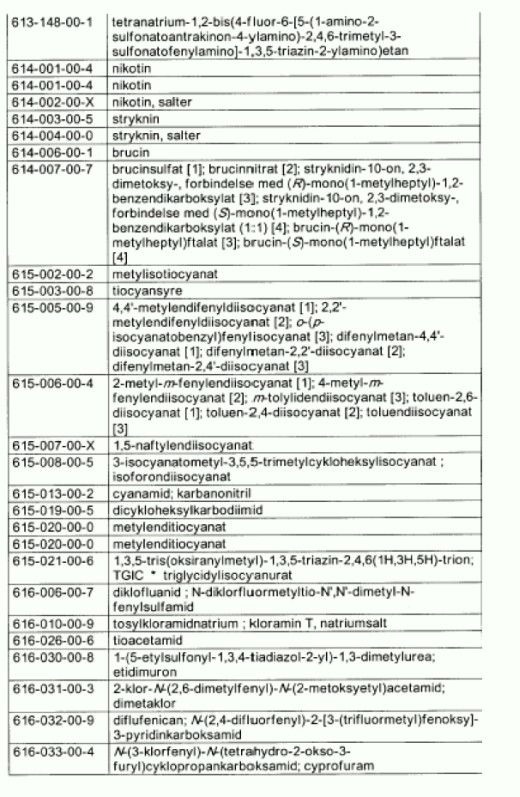 613-148-00-1 tetranatrium-1,2-bis(4-fluor-6-[5-(1-amino-2-
sulfonatoantrakinon-4-ylamino)-2,4,6-trimetyl-3-
sulfonatofenylamino]-1,3,5-triazin-2-ylamino)etan
614-001-00-4 nikotin
614-001-00-4 nikotin
614-002-00-X nikotin, salter
614-003-00-5 stryknin
614-004-00-0 stryknin, salter
614-006-00-1 brucin
614-007-00-7 brucinsulfat [1]; brucinnitrat [2]; stryknidin-10-on, 2,3-
dimetoksy-, forbindelse med (R)-mono(1-metylheptyl)-1,2-
benzendikarboksylat [3]; stryknidin-10-on, 2,3-dimetoksy-,
forbindelse med (S)-mono(1-metylheptyl)-1,2-
benzendikarboksylat (1:1) [4]; brucin-(R)-mono(1-
metylheptyl)ftalat [3]; brucin-(S)-mono(1-metylheptyl)ftalat
[4]
615-002-00-2 metylisotiocyanat
615-003-00-8 tiocyansyre
615-005-00-9 4,4'-metylendifenyldiisocyanat [1]; 2,2'-
metylendifenyldiisocyanat [2]; o-(p-
isocyanatobenzyl)fenylisocyanat [3]; difenylmetan-4,4'-
diisocyanat [1]; difenylmetan-2,2'-diisocyanat [2];
difenylmetan-2,4'-diisocyanat [3]
615-006-00-4 2-metyl-m-fenylendiisocyanat [1]; 4-metyl-m-
fenylendiisocyanat [2]; m-tolylidendiisocyanat [3]; toluen-2,6-
diisocyanat [1]; toluen-2,4-diisocyanat [2]; toluendiisocyanat
[3]
615-007-00-X 1,5-naftylendiisocyanat
615-008-00-5 3-isocyanatometyl-3,5,5-trimetylcykloheksylisocyanat ;
isoforondiisocyanat
615-013-00-2 cyanamid; karbanonitril
615-019-00-5 dicykloheksylkarbodiimid
615-020-00-0 metylenditiocyanat
615-020-00-0 metylenditiocyanat
615-021-00-6 1,3,5-tris(oksiranylmetyl)-1,3,5-triazin-2,4,6(1H,3H,5H)-trion;
TGIC * triglycidylisocyanurat
616-006-00-7 diklofluanid ; N-diklorfluormetyltio-N',N'-dimetyl-N-
fenylsulfamid
616-010-00-9 tosylkloramidnatrium ; kloramin T, natriumsalt
616-026-00-6 tioacetamid
616-030-00-8 1-(5-etylsulfonyl-1,3,4-tiadiazol-2-yl)-1,3-dimetylurea;
etidimuron
616-031-00-3 2-klor-N-(2,6-dimetylfenyl)-N-(2-metoksyetyl)acetamid;
dimetaklor
616-032-00-9 diflufenican; N-(2,4-difluorfenyl)-2-[3-(trifluormetyl)fenoksy]-
3-pyridinkarboksamid
616-033-00-4 N-(3-klorfenyl)-N-(tetrahydro-2-okso-3-
furyl)cyklopropankarboksamid; cyprofuram